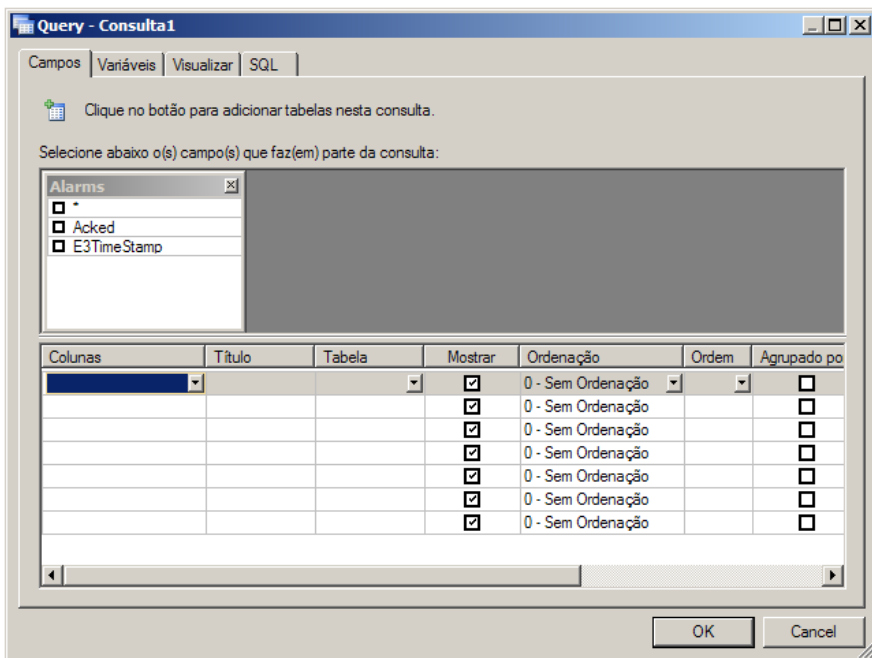 Query - Consulta1
Campos Variáveis Visualizar SQL
Clique no botão para adicionar tabelas nesta consulta.
Selecione abaixo o(s) campo(s) que faz(em) parte da consulta:
Alarms
*
Acked
E3TimeStamp
Colunas Título Tabela Mostrar Ordenação Ordem Agrupado po
0 - Sem Ordenação
0 - Sem Ordenação
0 - Sem Ordenação
0 - Sem Ordenação
0 - Sem Ordenação
0 - Sem Ordenação
0 - Sem Ordenação
OK Cancel